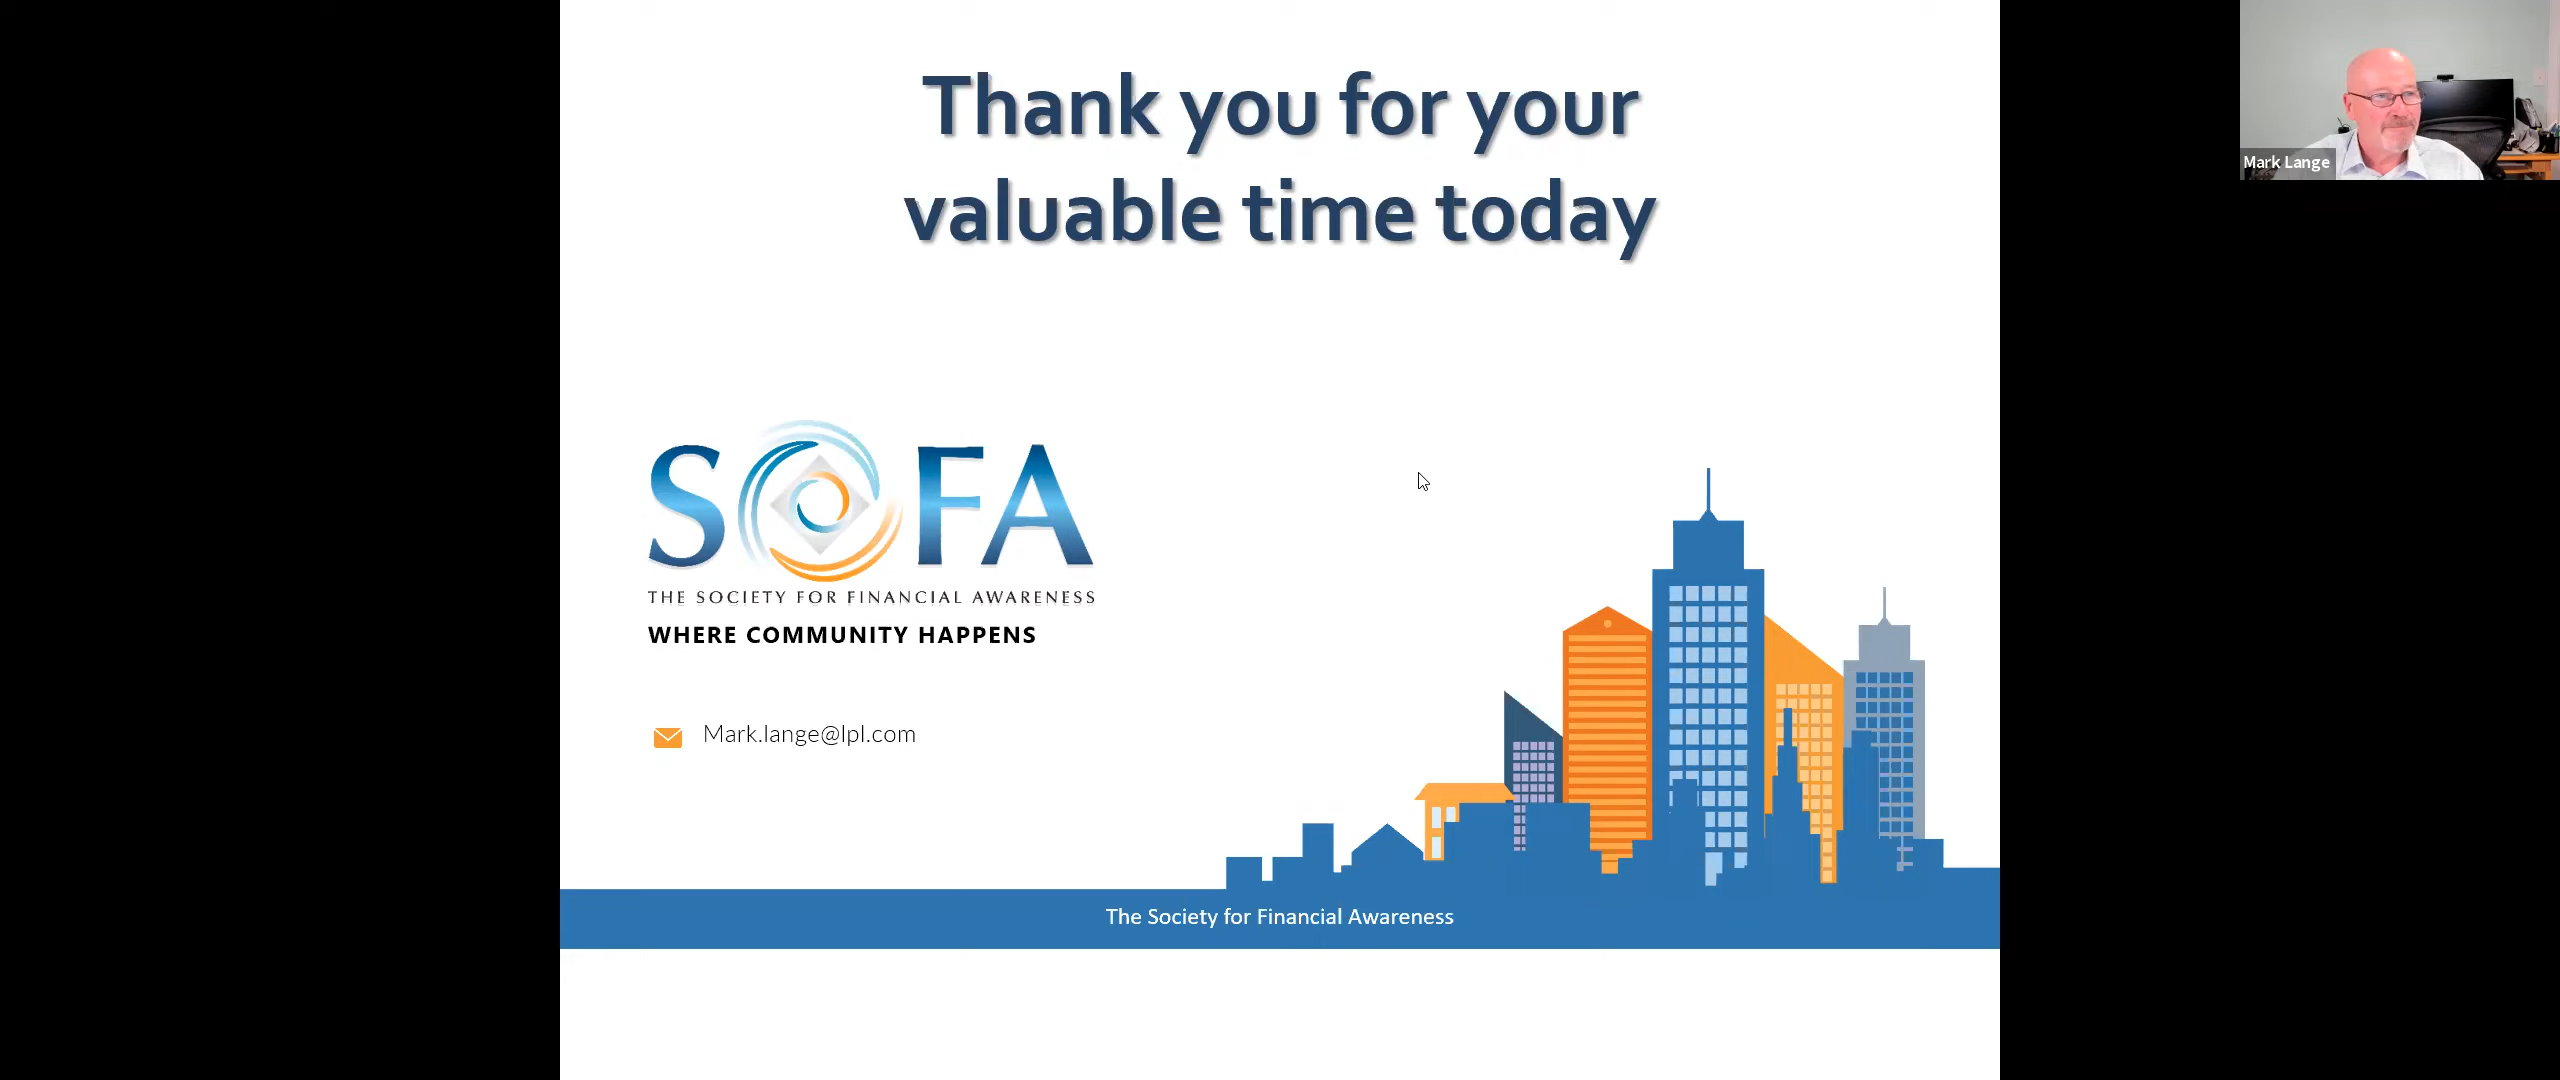 Thank you for your
valuable time today
Mark Lange
SOFA
THE SOCIETY FOR FINANCIAL AWARENESS
WHERE COMMUNITY HAPPENS
Mark.lange@lpl.com
The Society for Financial Awareness